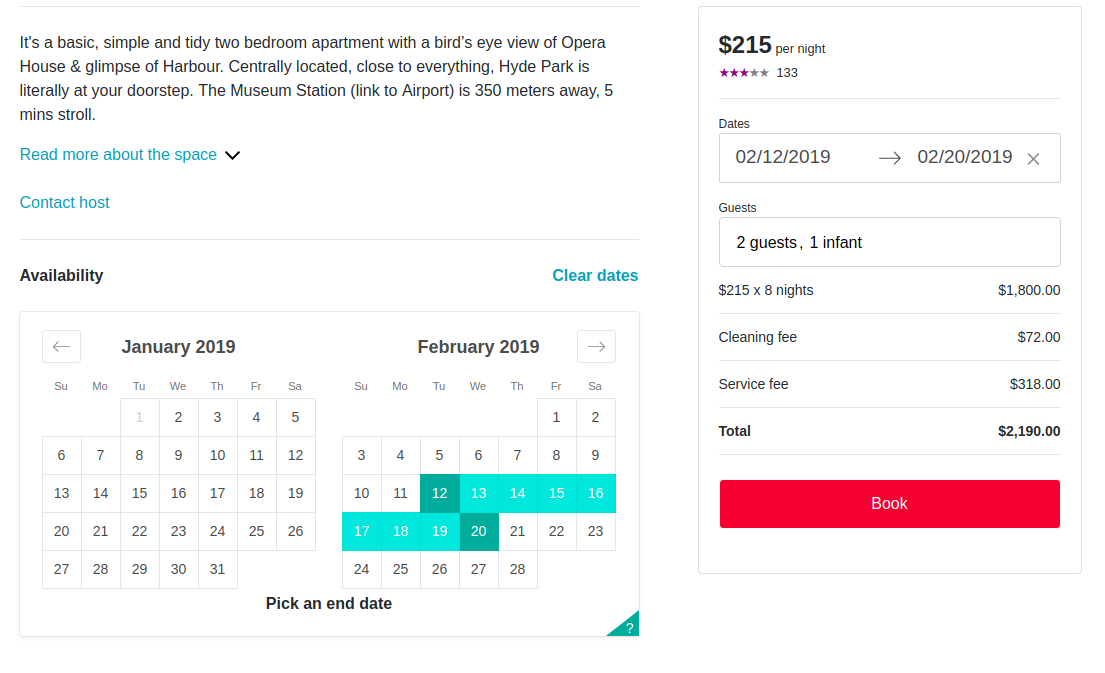 It's a basic, simple and tidy two bedroom apartment with a bird's eye view of Opera
House & glimpse of Harbour. Centrally located, close to everything, Hyde Park is
literally at your doorstep. The Museum Station (link to Airport) is 350 meters away, 5
mins stroll.
Read more about the space
Contact host
Availability
Clear dates
January 2019
Su Mo Tu We Th Fr Sa
1 2 3 4 5
6 7 8 9 10 11 12
13 14 15 16 17 18 19
20 21 22 23 24 25 26
27 28 29 30 31
February 2019
Su Mo Tu We Th Fr Sa
1 2
3 4 5 6 7 8 9
10 11 12 13 14 15 16
17 18 19 20 21 22 23
24 25 26 27 28
Pick an end date
?
$215 per night
133
Dates
02/12/2019 → 02/20/2019
Guests
2 guests, 1 infant
$215 x 8 nights $1,800.00
Cleaning fee $72.00
Service fee $318.00
Total $2,190.00
Book